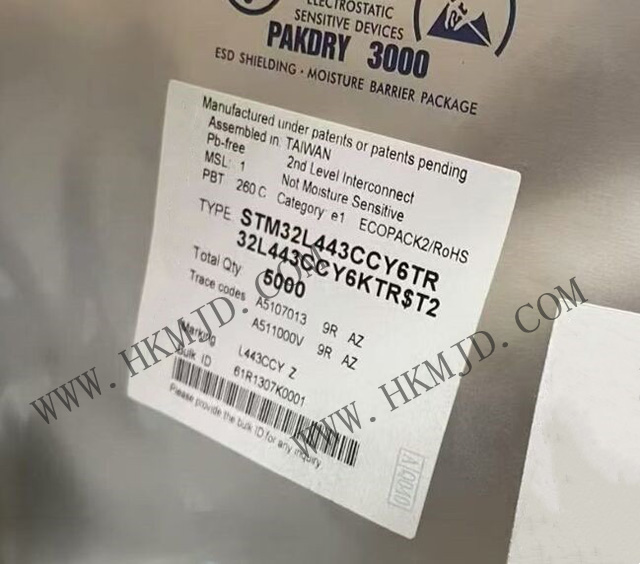 ELECTROSTATIC
SENSITIVE DEVICES
PAKDRY 3000
ESD SHIELDING · MOISTURE BARRIER PACKAGE
Manufactured under patents or patents pending
Assembled in: TAIWAN
Pb-free 2nd Level Interconnect
MSL: 1 Not Moisture Sensitive
PBT: 260 C Category e1 ECOPACK2/RoHS
TYPE: STM32L443CCY6TR
32L443CCY6KTR$T2
Total Qty 5000
Trace codes A5107013 9R AZ
A511000V 9R AZ
Marking L443CCY Z
Bulk ID 61R1307K0001
Please provide the bulk ID for any inquiry
WWW.HKMJD.COM
WWW.HKMJD.COM